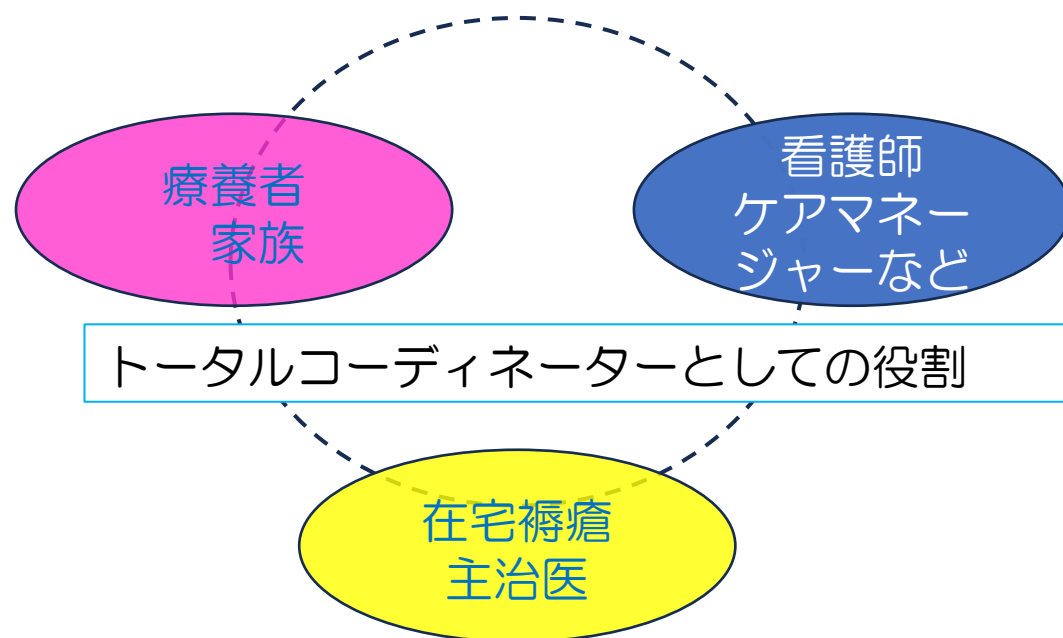 療養者
家族
看護師
ケアマネー
ジャーなど
トータルコーディネーターとしての役割
在宅褥瘡
主治医